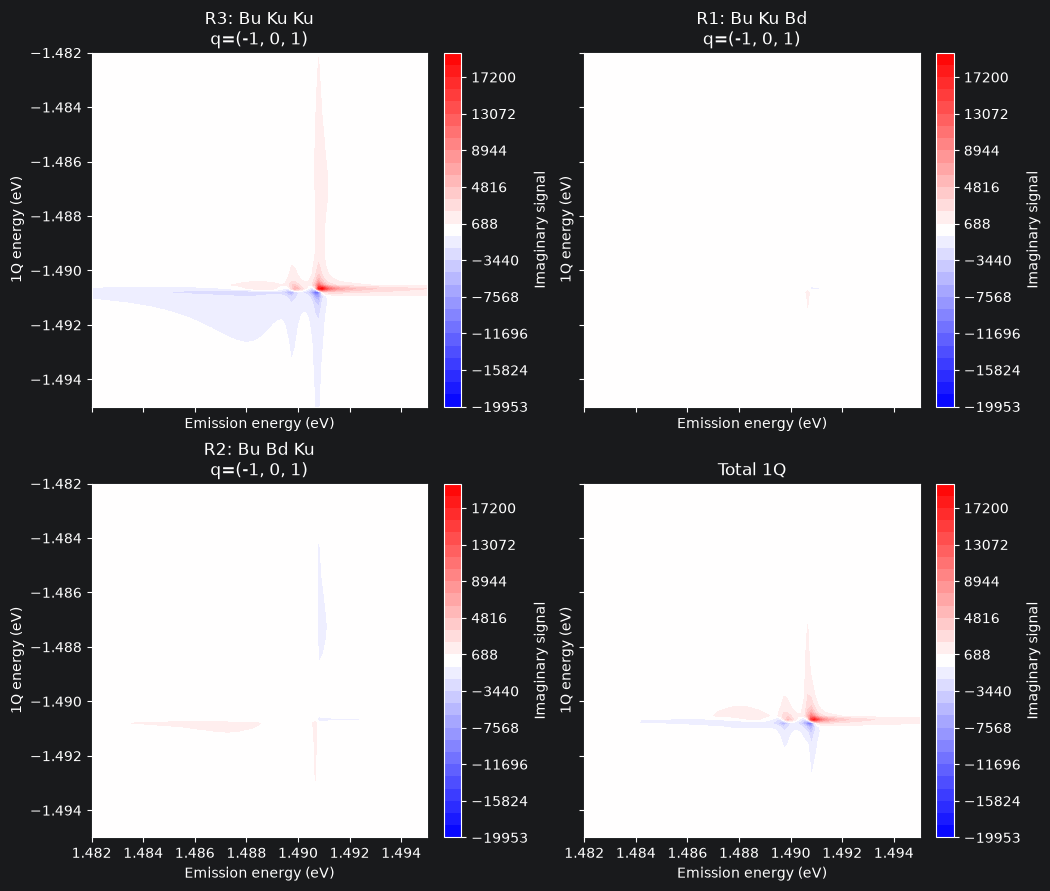 R3: Bu Ku Ku
q=(-1, 0, 1)
−1.482
−1.484
−1.486
−1.488
−1.490
−1.492
−1.494
1Q energy (eV)
Emission energy (eV)
17200
13072
8944
4816
688
−3440
−7568
−11696
−15824
−19953
Imaginary signal
R1: Bu Ku Bd
q=(-1, 0, 1)
1Q energy (eV)
Emission energy (eV)
17200
13072
8944
4816
688
−3440
−7568
−11696
−15824
−19953
Imaginary signal
R2: Bu Bd Ku
q=(-1, 0, 1)
−1.482
−1.484
−1.486
−1.488
−1.490
−1.492
−1.494
1Q energy (eV)
1.482 1.484 1.486 1.488 1.490 1.492 1.494
Emission energy (eV)
17200
13072
8944
4816
688
−3440
−7568
−11696
−15824
−19953
Imaginary signal
Total 1Q
1Q energy (eV)
1.482 1.484 1.486 1.488 1.490 1.492 1.494
Emission energy (eV)
17200
13072
8944
4816
688
−3440
−7568
−11696
−15824
−19953
Imaginary signal